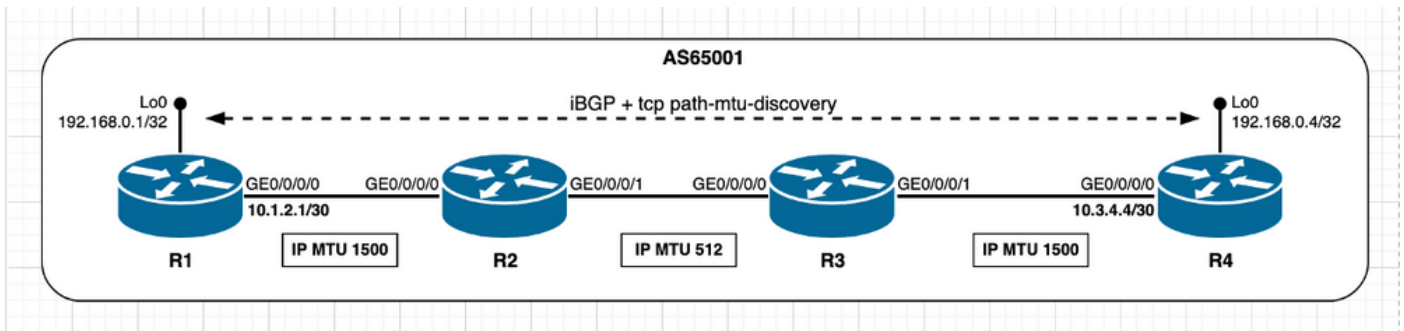 AS65001
Lo0
192.168.0.1/32
iBGP + tcp path-mtu-discovery
Lo0
192.168.0.4/32
GE0/0/0/0
10.1.2.1/30
GE0/0/0/0
GE0/0/0/1
GE0/0/0/0
GE0/0/0/1
GE0/0/0/0
10.3.4.4/30
R1
IP MTU 1500
R2
IP MTU 512
R3
IP MTU 1500
R4